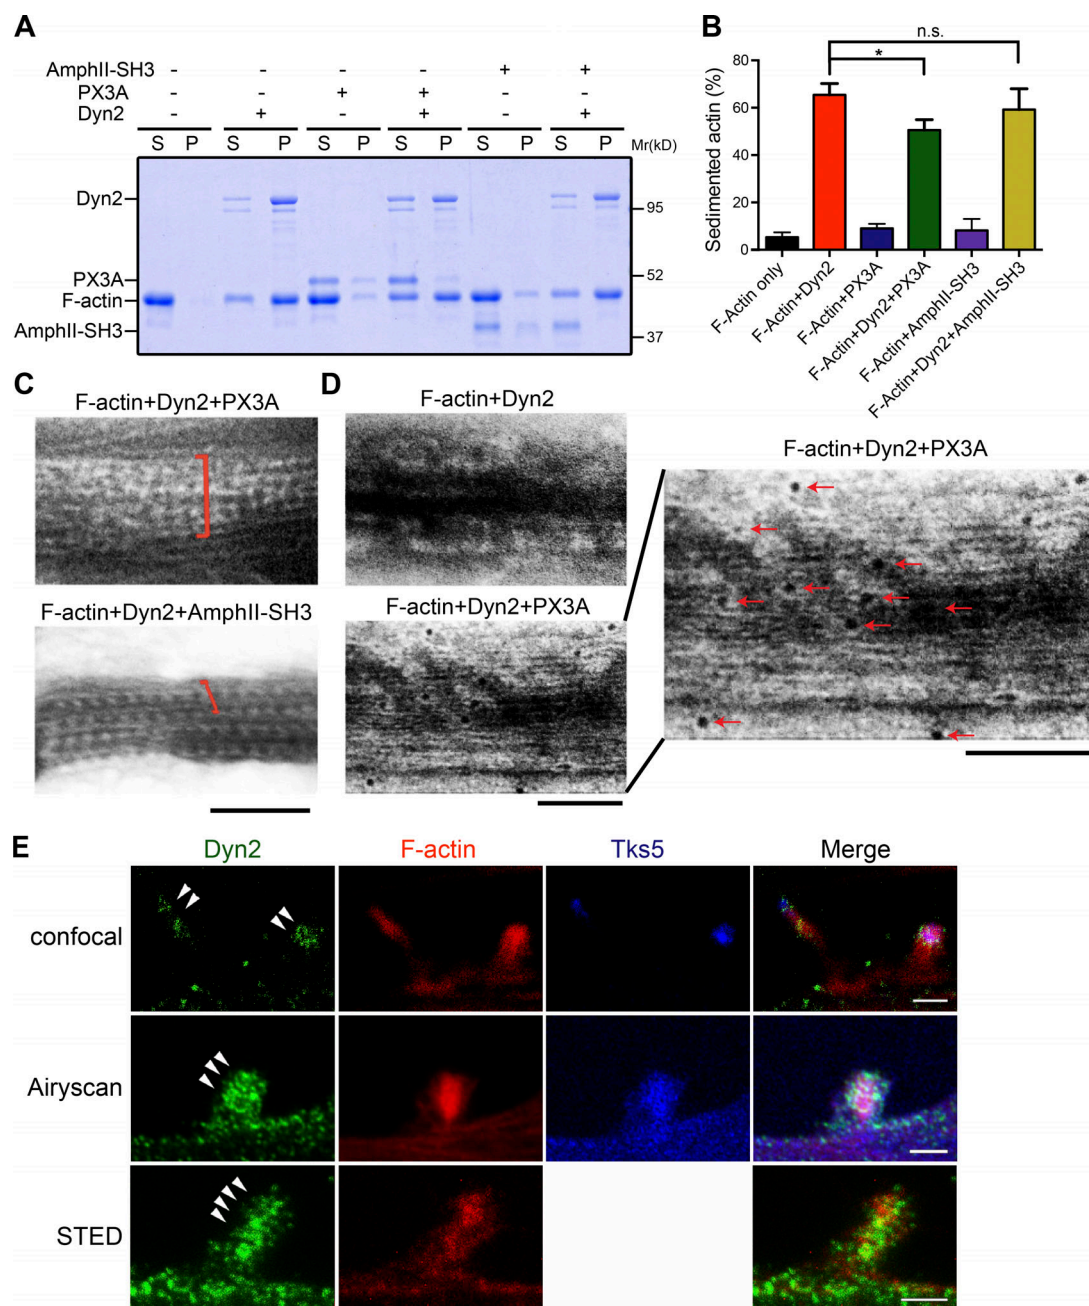 A
AmphII-SH3 - - - - + +
PX3A - - + + - -
Dyn2 - + - + - +
S P S P S P S P S P S P Mr(kD)
Dyn2
95
PX3A
52
F-actin
AmphII-SH3
37
B
n.s.
*
Sedimented actin (%)
80
60
40
20
0
F-Actin only
F-Actin+Dyn2
F-Actin+PX3A
F-Actin+Dyn2+PX3A
F-Actin+AmphII-SH3
F-Actin+Dyn2+AmphII-SH3
C
F-actin+Dyn2+PX3A
F-actin+Dyn2+AmphII-SH3
D
F-actin+Dyn2
F-actin+Dyn2+PX3A
F-actin+Dyn2+PX3A
E
Dyn2 F-actin Tks5 Merge
confocal
Airyscan
STED